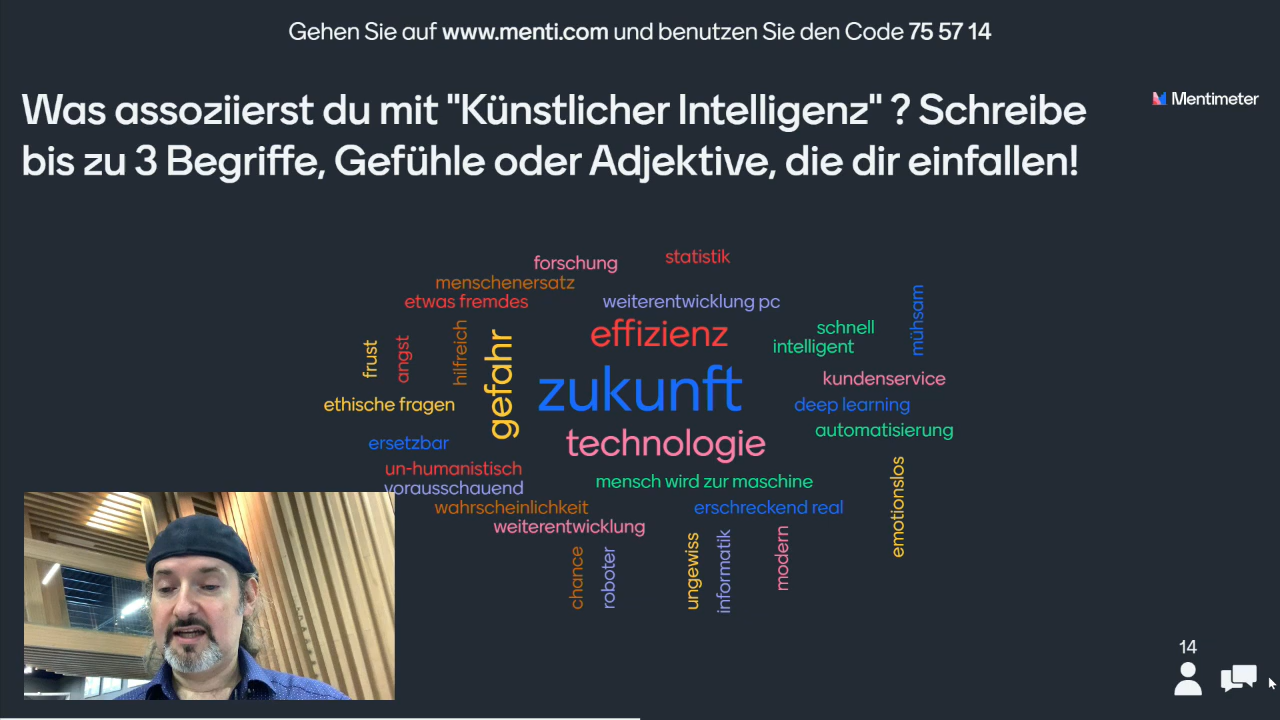 Gehen Sie auf www.menti.com und benutzen Sie den Code 75 57 14
Was assoziierst du mit "Künstlicher Intelligenz" ? Schreibe
bis zu 3 Begriffe, Gefühle oder Adjektive, die dir einfallen!
Mentimeter
statistik
forschung
menschenersatz
etwas fremdes
weiterentwicklung pc
mühsam
schnell
effizienz
intelligent
frust
angst
hilfreich
gefahr
zukunft
kundenservice
ethische fragen
deep learning
automatisierung
ersetzbar
technologie
un-humanistisch
mensch wird zur maschine
vorausschauend
wahrscheinlichkeit
erschreckend real
emotionslos
weiterentwicklung
chance
roboter
ungewiss
informatik
modern
14